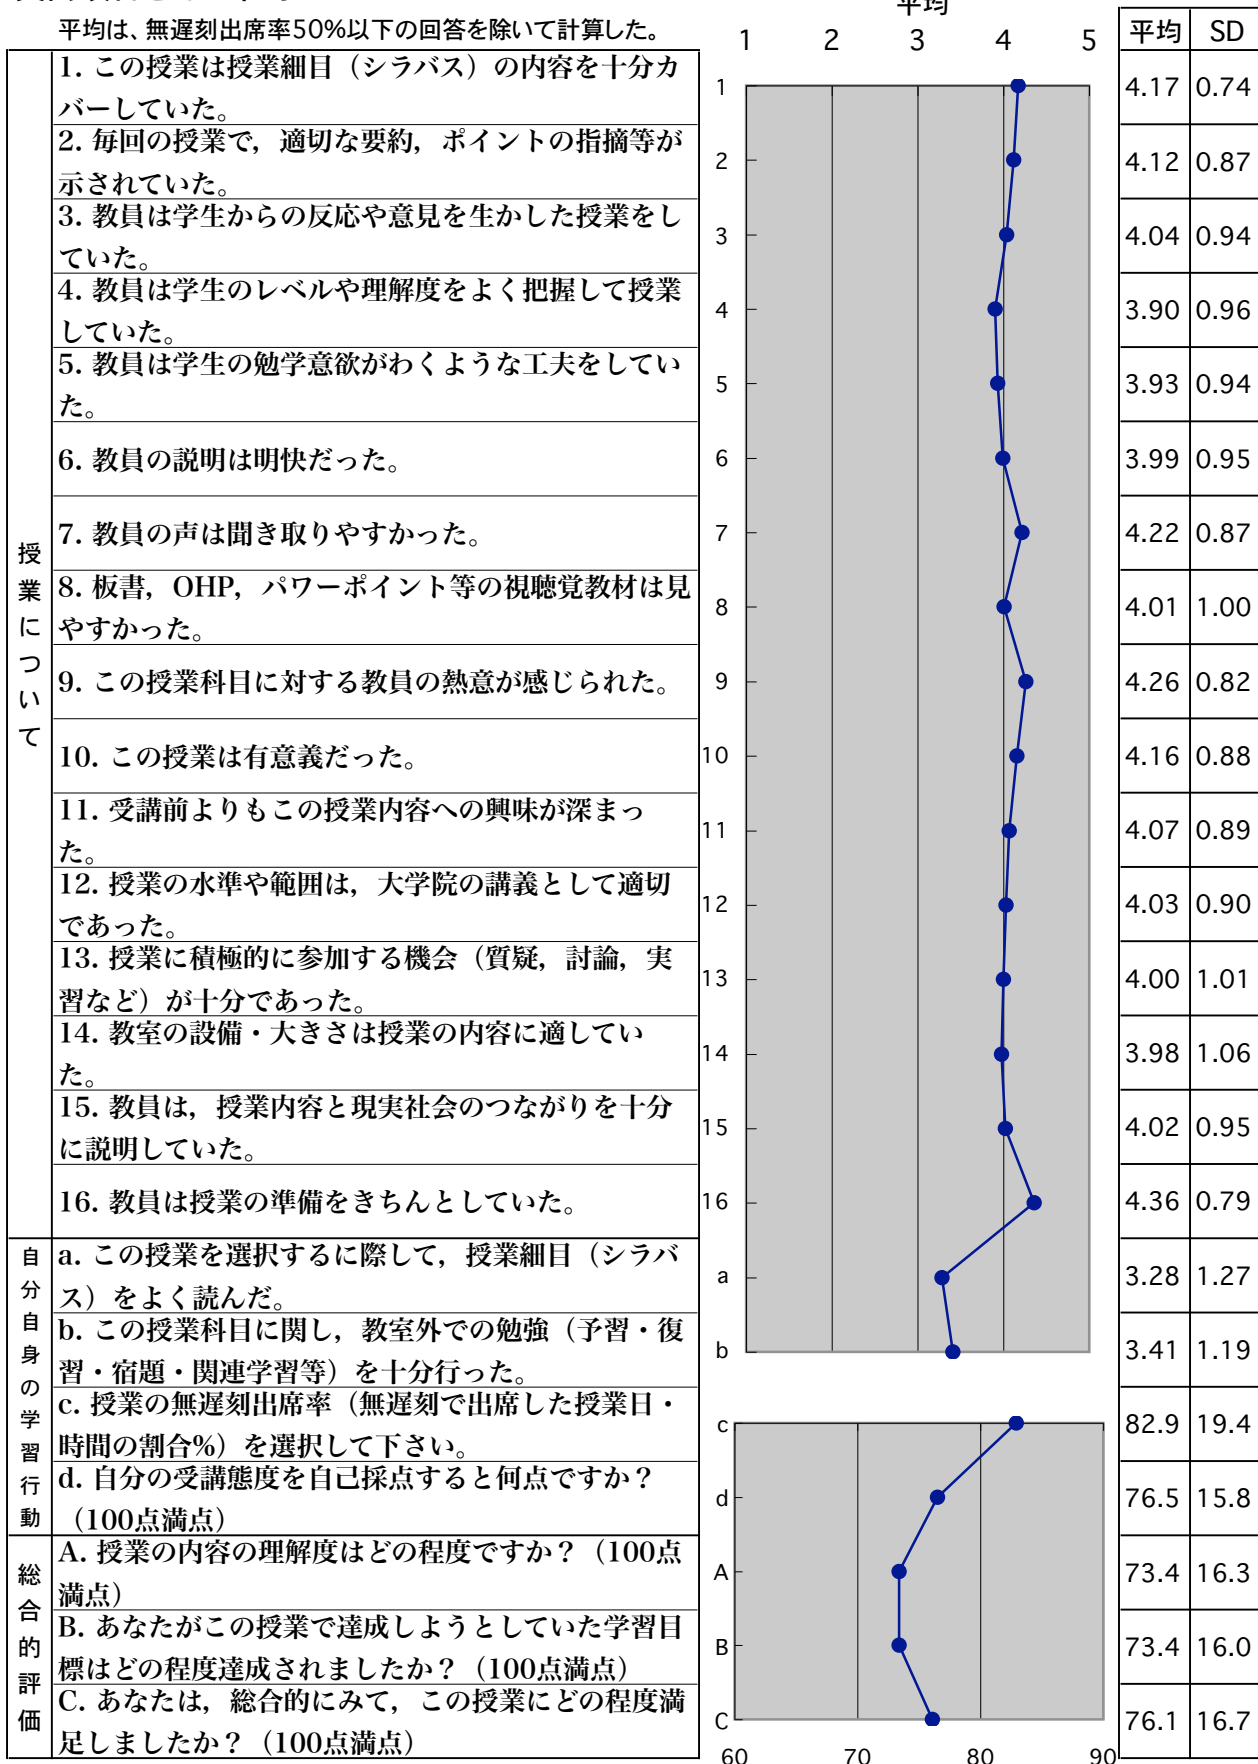 平均は、無遅刻出席率50%以下の回答を除いて計算した。
平均
1 2 3 4 5
平均 SD
授業について
1. この授業は授業細目（シラバス）の内容を十分カ
バーしていた。
1
4.17 0.74
2. 毎回の授業で，適切な要約，ポイントの指摘等が
示されていた。
2
4.12 0.87
3. 教員は学生からの反応や意見を生かした授業をし
ていた。
3
4.04 0.94
4. 教員は学生のレベルや理解度をよく把握して授業
していた。
4
3.90 0.96
5. 教員は学生の勉学意欲がわくような工夫をしてい
た。
5
3.93 0.94
6. 教員の説明は明快だった。
6
3.99 0.95
7. 教員の声は聞き取りやすかった。
7
4.22 0.87
8. 板書，OHP，パワーポイント等の視聴覚教材は見
やすかった。
8
4.01 1.00
9. この授業科目に対する教員の熱意が感じられた。
9
4.26 0.82
10. この授業は有意義だった。
10
4.16 0.88
11. 受講前よりもこの授業内容への興味が深まっ
た。
11
4.07 0.89
12. 授業の水準や範囲は，大学院の講義として適切
であった。
12
4.03 0.90
13. 授業に積極的に参加する機会（質疑，討論，実
習など）が十分であった。
13
4.00 1.01
14. 教室の設備・大きさは授業の内容に適してい
た。
14
3.98 1.06
15. 教員は，授業内容と現実社会のつながりを十分
に説明していた。
15
4.02 0.95
16. 教員は授業の準備をきちんとしていた。
16
4.36 0.79
自分自身の学習行動
a. この授業を選択するに際して，授業細目（シラバ
ス）をよく読んだ。
a
3.28 1.27
b. この授業科目に関し，教室外での勉強（予習・復
習・宿題・関連学習等）を十分行った。
b
3.41 1.19
c. 授業の無遅刻出席率（無遅刻で出席した授業日・
時間の割合%）を選択して下さい。
c
82.9 19.4
d. 自分の受講態度を自己採点すると何点ですか？
（100点満点）
d
76.5 15.8
総合的評価
A. 授業の内容の理解度はどの程度ですか？（100点
満点）
A
73.4 16.3
B. あなたがこの授業で達成しようとしていた学習目
標はどの程度達成されましたか？（100点満点）
B
73.4 16.0
C. あなたは，総合的にみて，この授業にどの程度満
足しましたか？（100点満点）
C
76.1 16.7
60 70 80 90